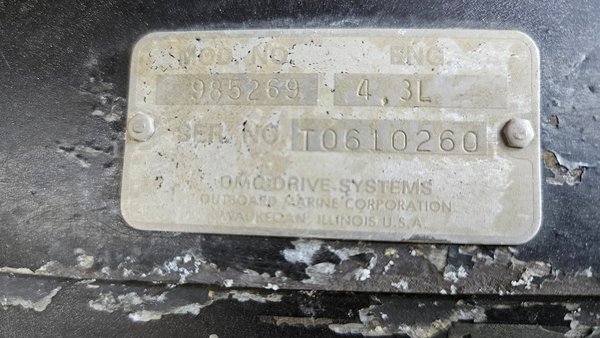 MOD. NO. ENG.
985269 4.3L
SER. NO. T0610260
OMC DRIVE SYSTEMS
OUTBOARD MARINE CORPORATION
WAUKEGAN, ILLINOIS U.S.A.